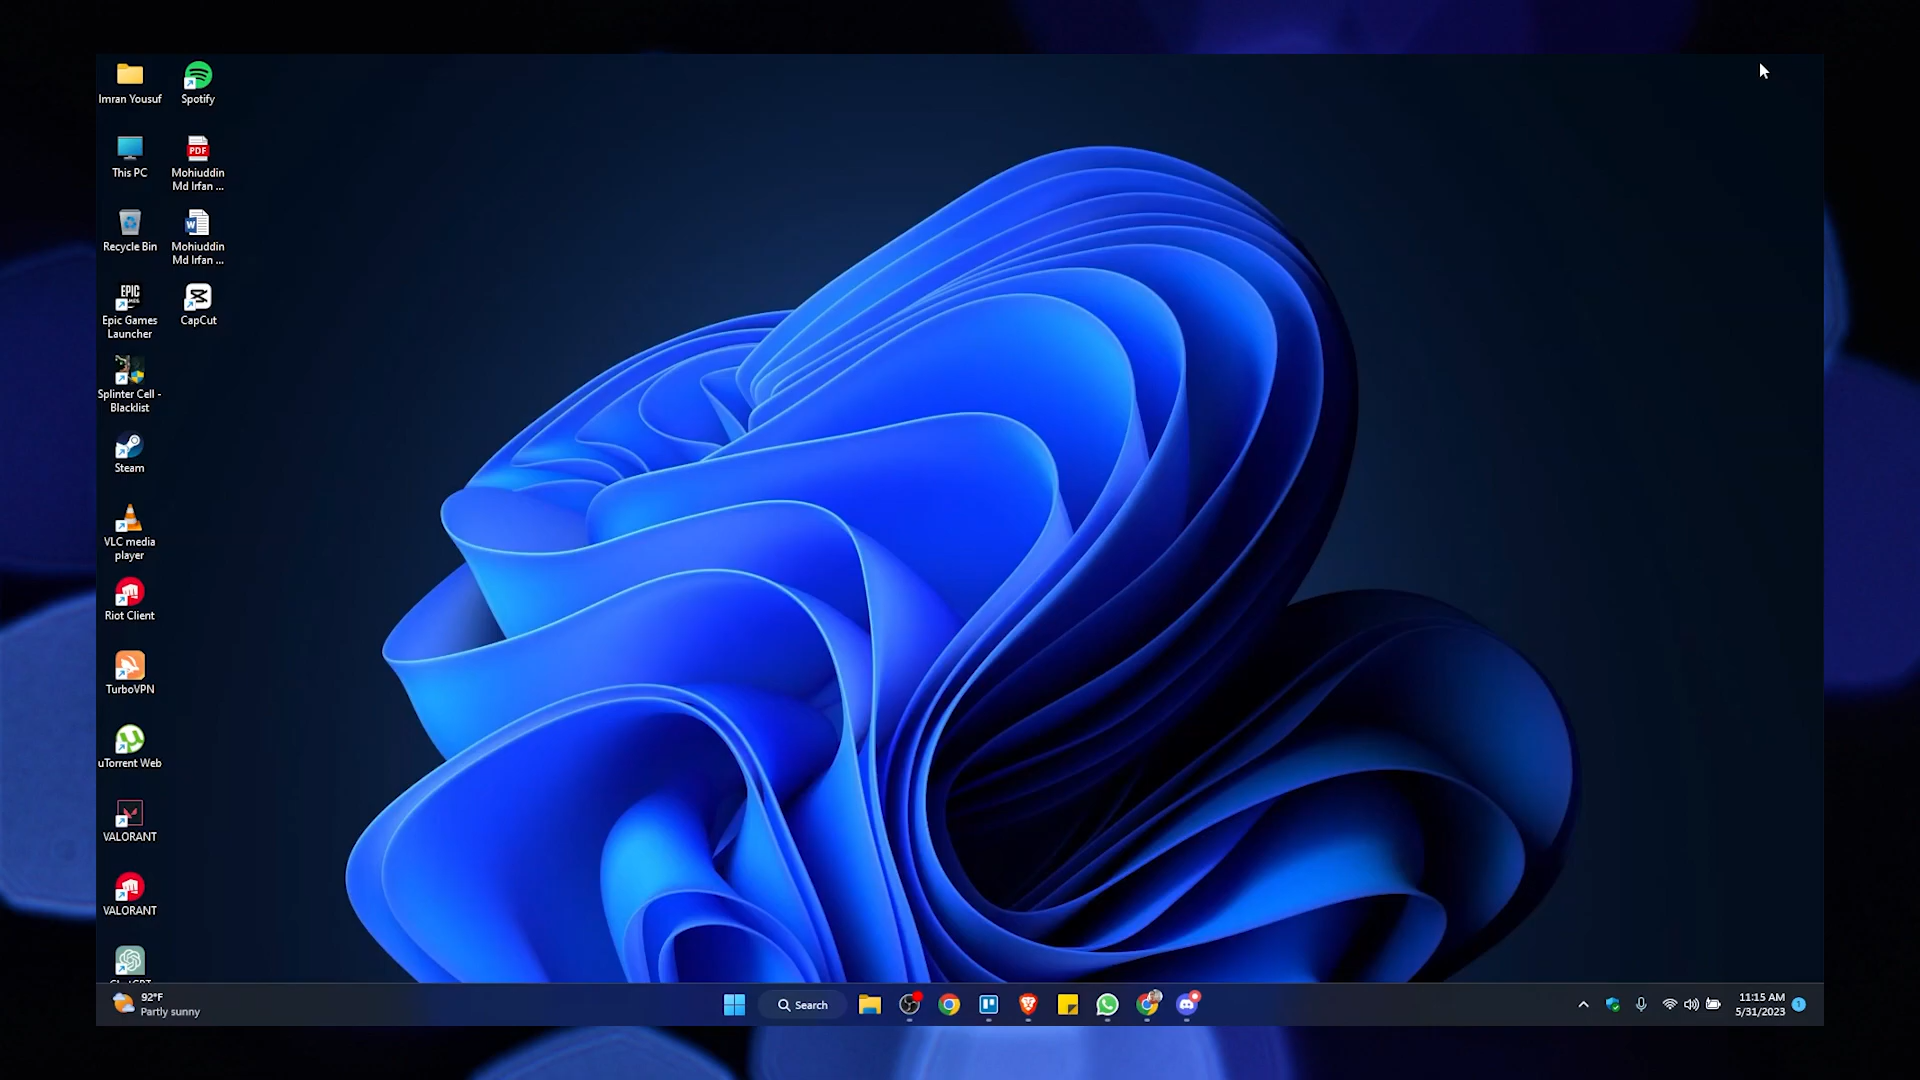 Imran Yousuf
Spotify
This PC
PDF
Mohiuddin
Md Irfan ...
Recycle Bin
W
Mohiuddin
Md Irfan ...
EPIC
Epic Games
Launcher
CapCut
Splinter Cell -
Blacklist
Steam
VLC media
player
Riot Client
TurboVPN
uTorrent Web
VALORANT
VALORANT
92°F
Partly sunny
Search
11:15 AM
5/31/2023
1